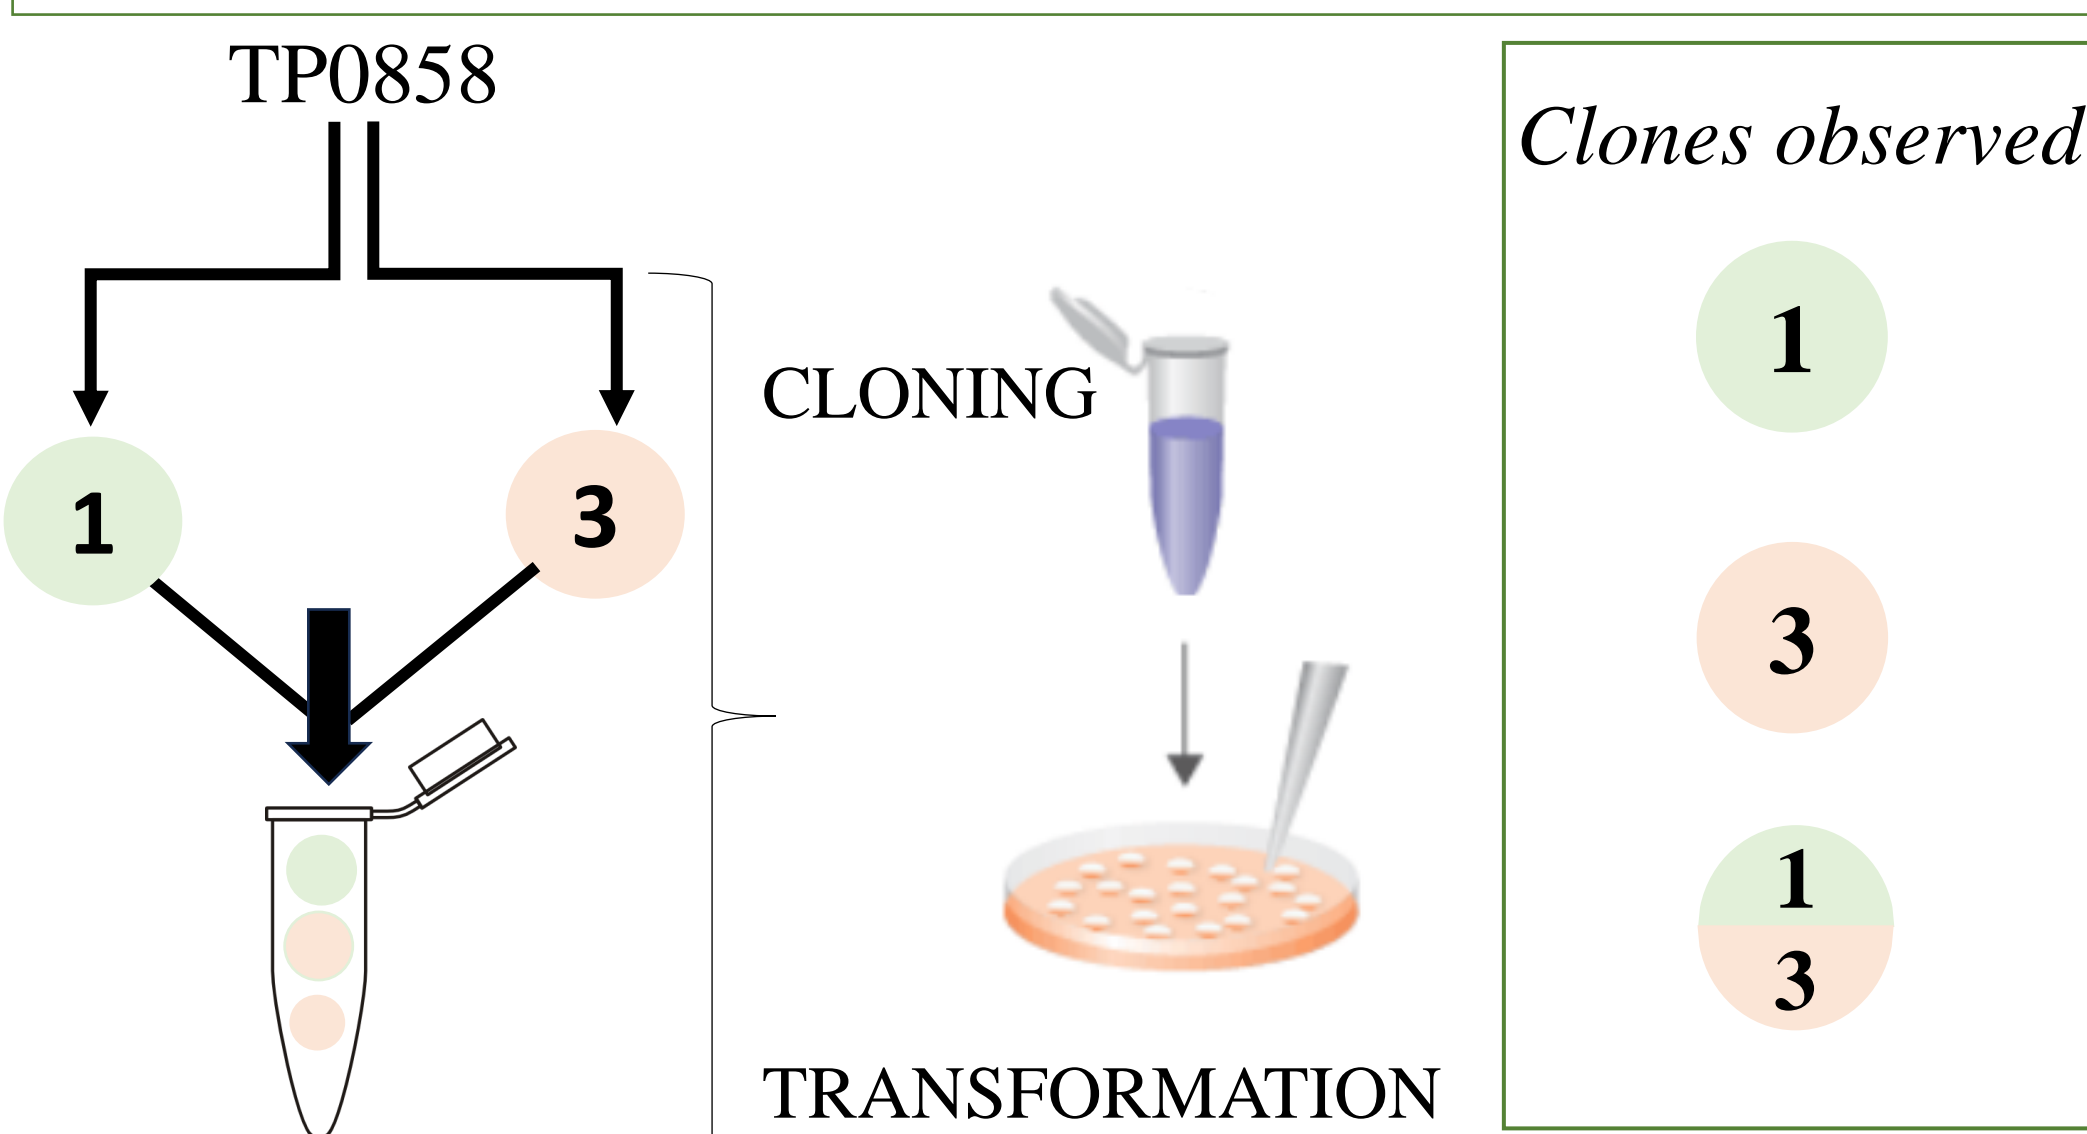 TP0858
1
3
CLONING
TRANSFORMATION
Clones observed
1
3
1
3